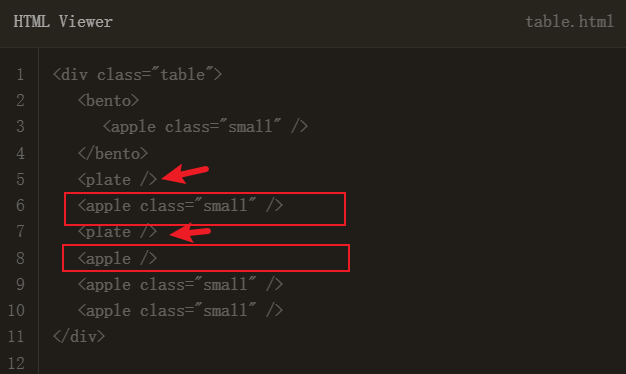 HTML Viewer table.html
1 <div class="table">
2 <bento>
3 <apple class="small" />
4 </bento>
5 <plate />
6 <apple class="small" />
7 <plate />
8 <apple />
9 <apple class="small" />
10 <apple class="small" />
11 </div>
12